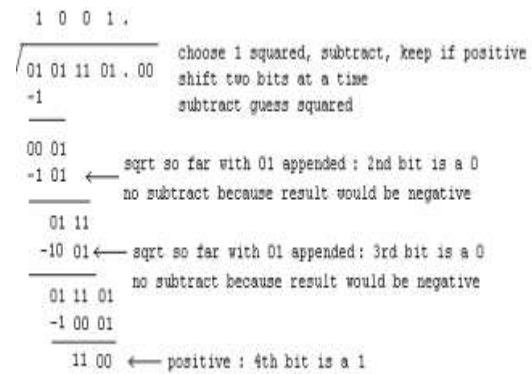 1 0 0 1 .
01 01 11 01 . 00
choose 1 squared, subtract, keep if positive
-1
shift two bits at a time
subtract guess squared
00 01
-1 01 ← sqrt so far with 01 appended : 2nd bit is a 0
no subtract because result would be negative
01 11
-10 01 ← sqrt so far with 01 appended: 3rd bit is a 0
no subtract because result would be negative
01 11 01
-1 00 01
11 00 ← positive : 4th bit is a 1